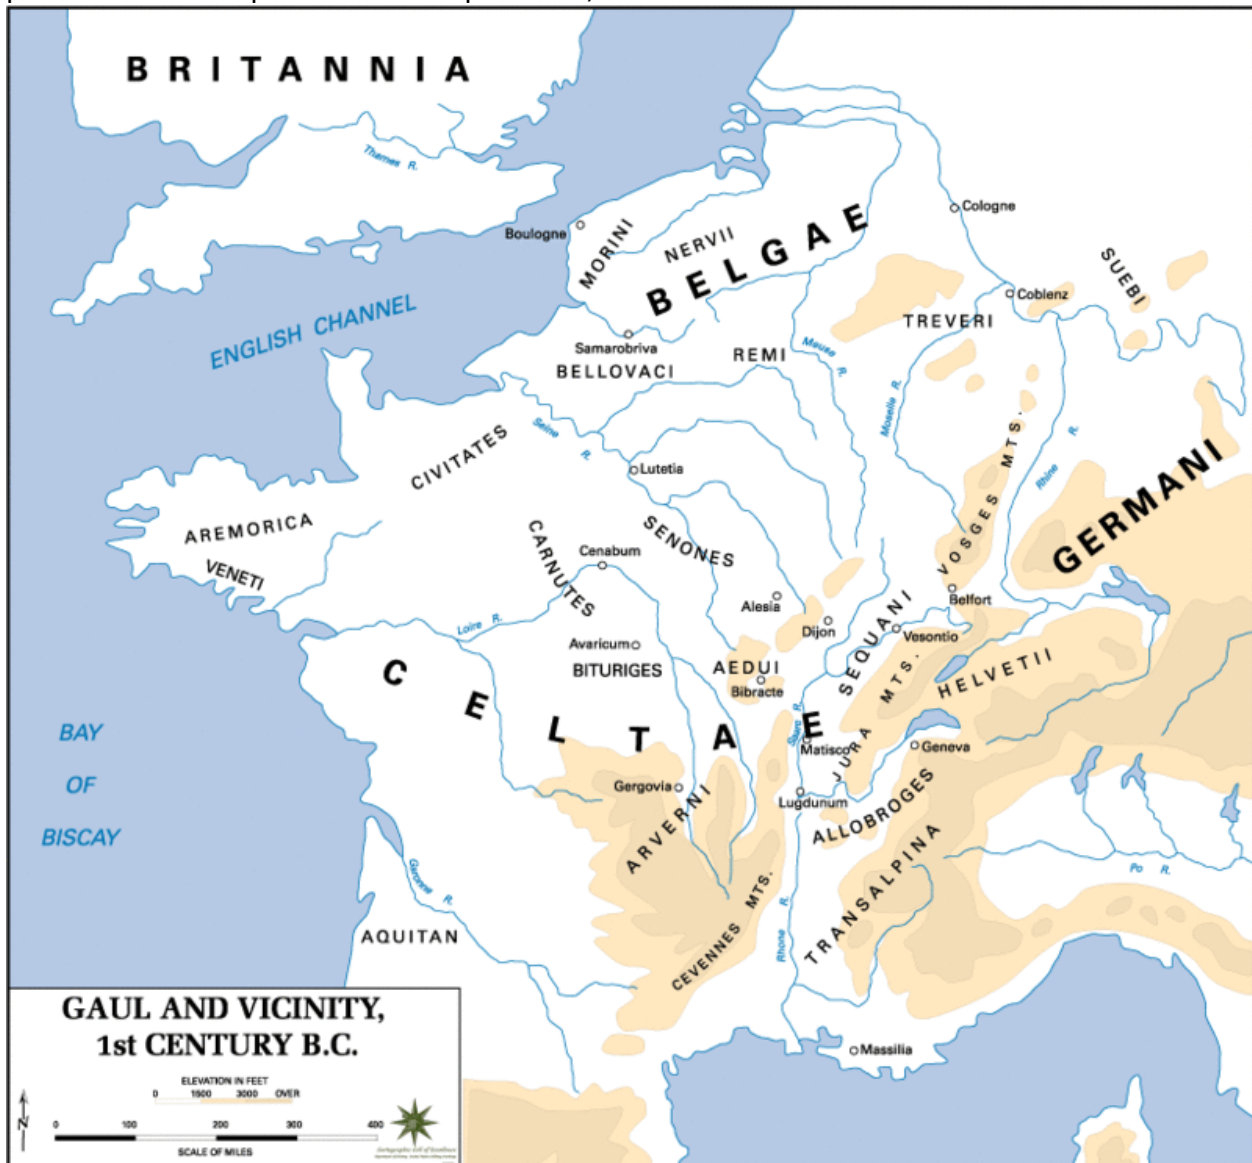 BRITANNIA
Thames R.
Boulogne
MORINI
NERVII
BELGAE
Cologne
SUEBI
Coblenz
ENGLISH CHANNEL
Samarobriva
BELLOVACI
REMI
TREVERI
Meuse R.
Moselle R.
Seine R.
CIVITATES
Lutetia
VOSGES MTS.
Rhine R.
GERMANI
AREMORICA
VENETI
CARNUTES
Cenabum
SENONES
Alesia
Dijon
Belfort
SEQUANI
Vesontio
Loire R.
Avaricum
BITURIGES
AEDUI
Bibracte
HELVETII
CELTAE
BAY
OF
BISCAY
Matisco
JURA MTS.
Geneva
Gergovia
ARVERNI
Lugdunum
ALLOBROGES
Garonne R.
AQUITAN
CEVENNES MTS.
Rhone R.
TRANSALPINA
Po R.
Massilia
GAUL AND VICINITY,
1st CENTURY B.C.
ELEVATION IN FEET
0 1500 3000 OVER
N
0 100 200 300 400
SCALE OF MILES